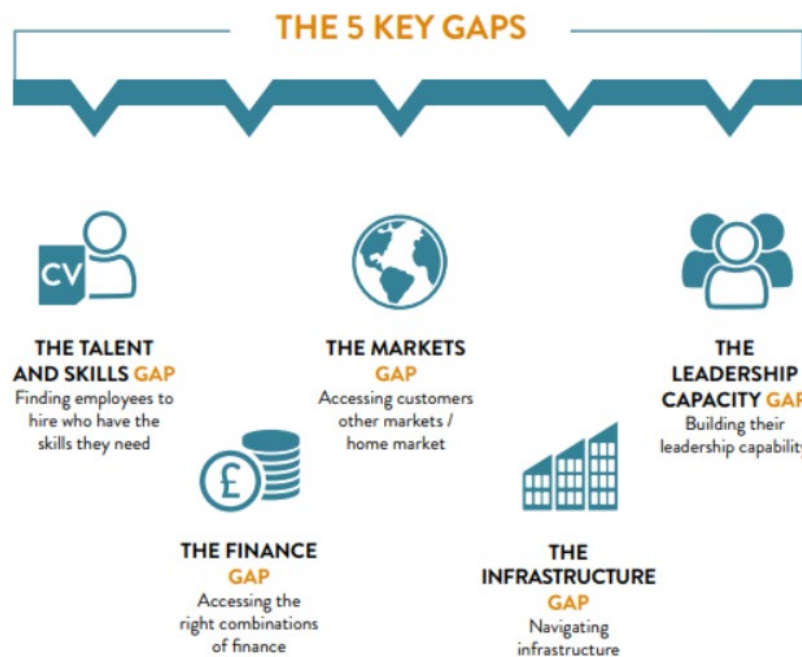 THE 5 KEY GAPS
CV
THE TALENT
AND SKILLS GAP
Finding employees to
hire who have the
skills they need
£
THE FINANCE
GAP
Accessing the
right combinations
of finance
THE MARKETS
GAP
Accessing customers
other markets /
home market
THE
INFRASTRUCTURE
GAP
Navigating
infrastructure
THE
LEADERSHIP
CAPACITY GAP
Building their
leadership capability